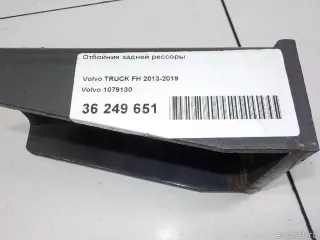 Отбойник задней рессоры
Volvo TRUCK FH 2013-2019
Volvo 1079130
36 249 651